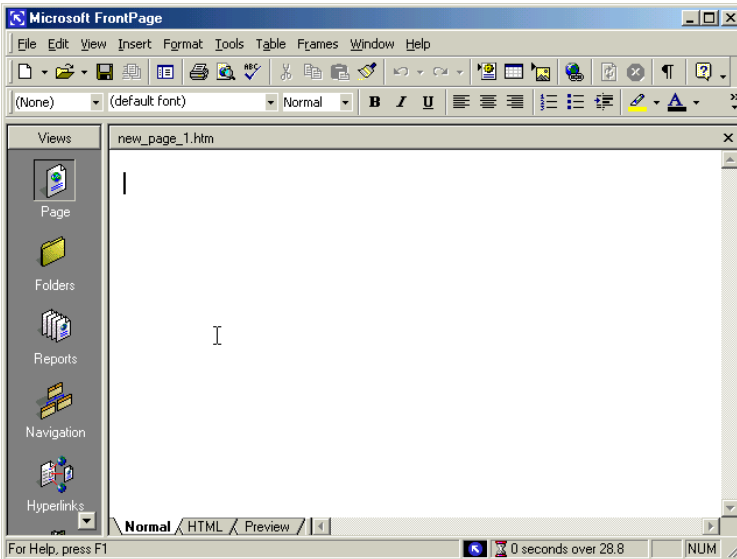 Microsoft FrontPage
File Edit View Insert Format Tools Table Frames Window Help
(None) (default font) Normal B I U A
Views
new_page_1.htm
Page
Folders
Reports
Navigation
Hyperlinks
Normal HTML Preview
For Help, press F1 0 seconds over 28.8 NUM